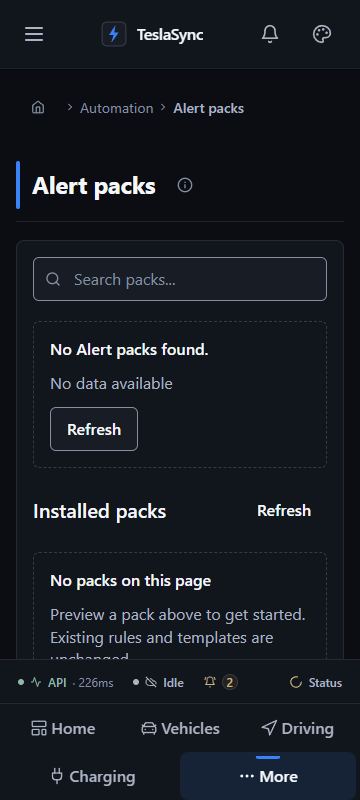 TeslaSync
Automation
Alert packs
Alert packs
Search packs...
No Alert packs found.
No data available
Refresh
Installed packs
Refresh
No packs on this page
Preview a pack above to get started.
Existing rules and templates are
unchanged
API · 226ms
Idle
2
Status
Home
Vehicles
Driving
Charging
More